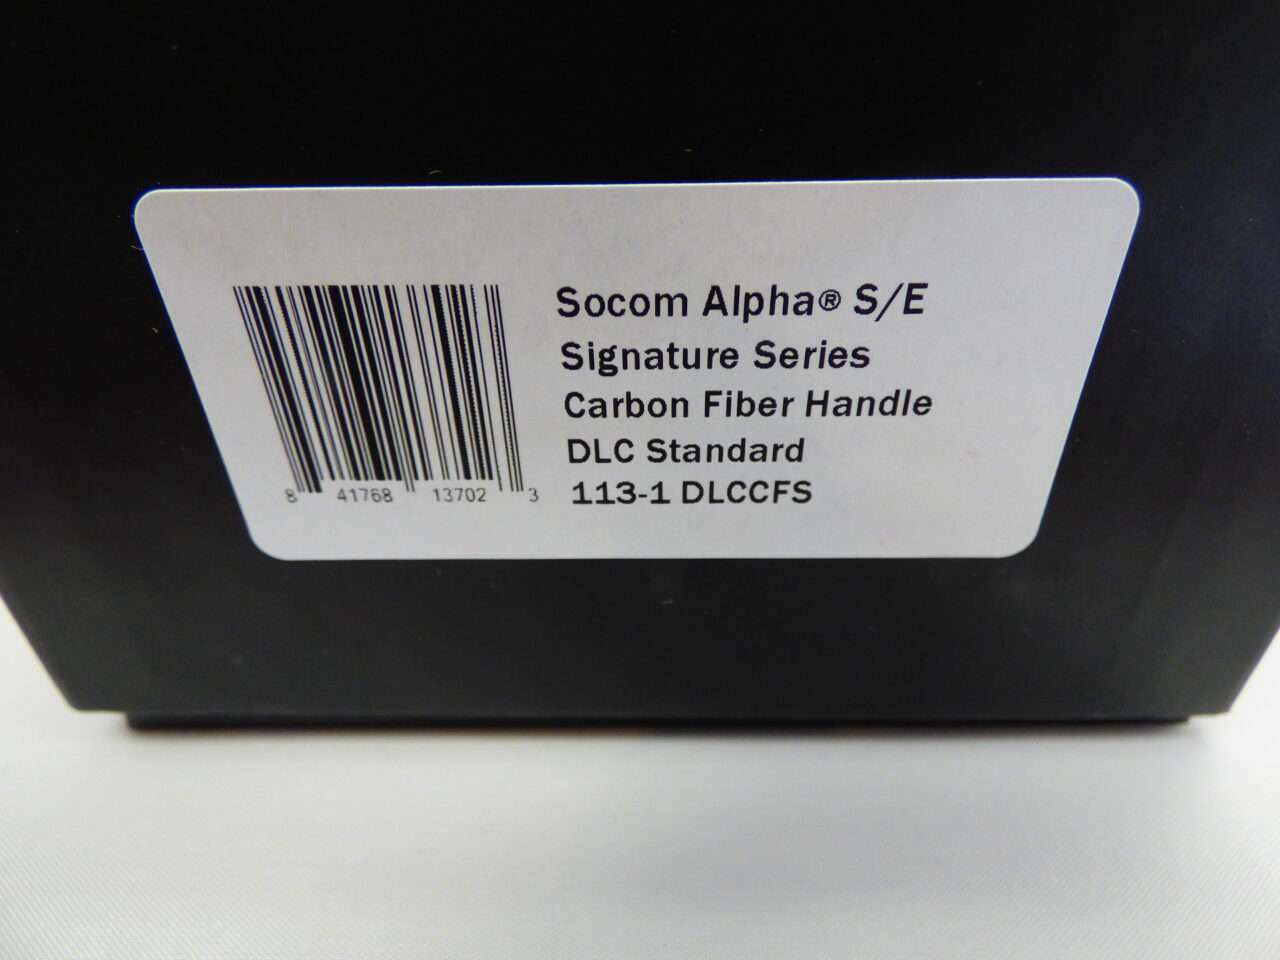 Socom Alpha® S/E
Signature Series
Carbon Fiber Handle
DLC Standard
113-1 DLCCFS
8 41768 13702 3